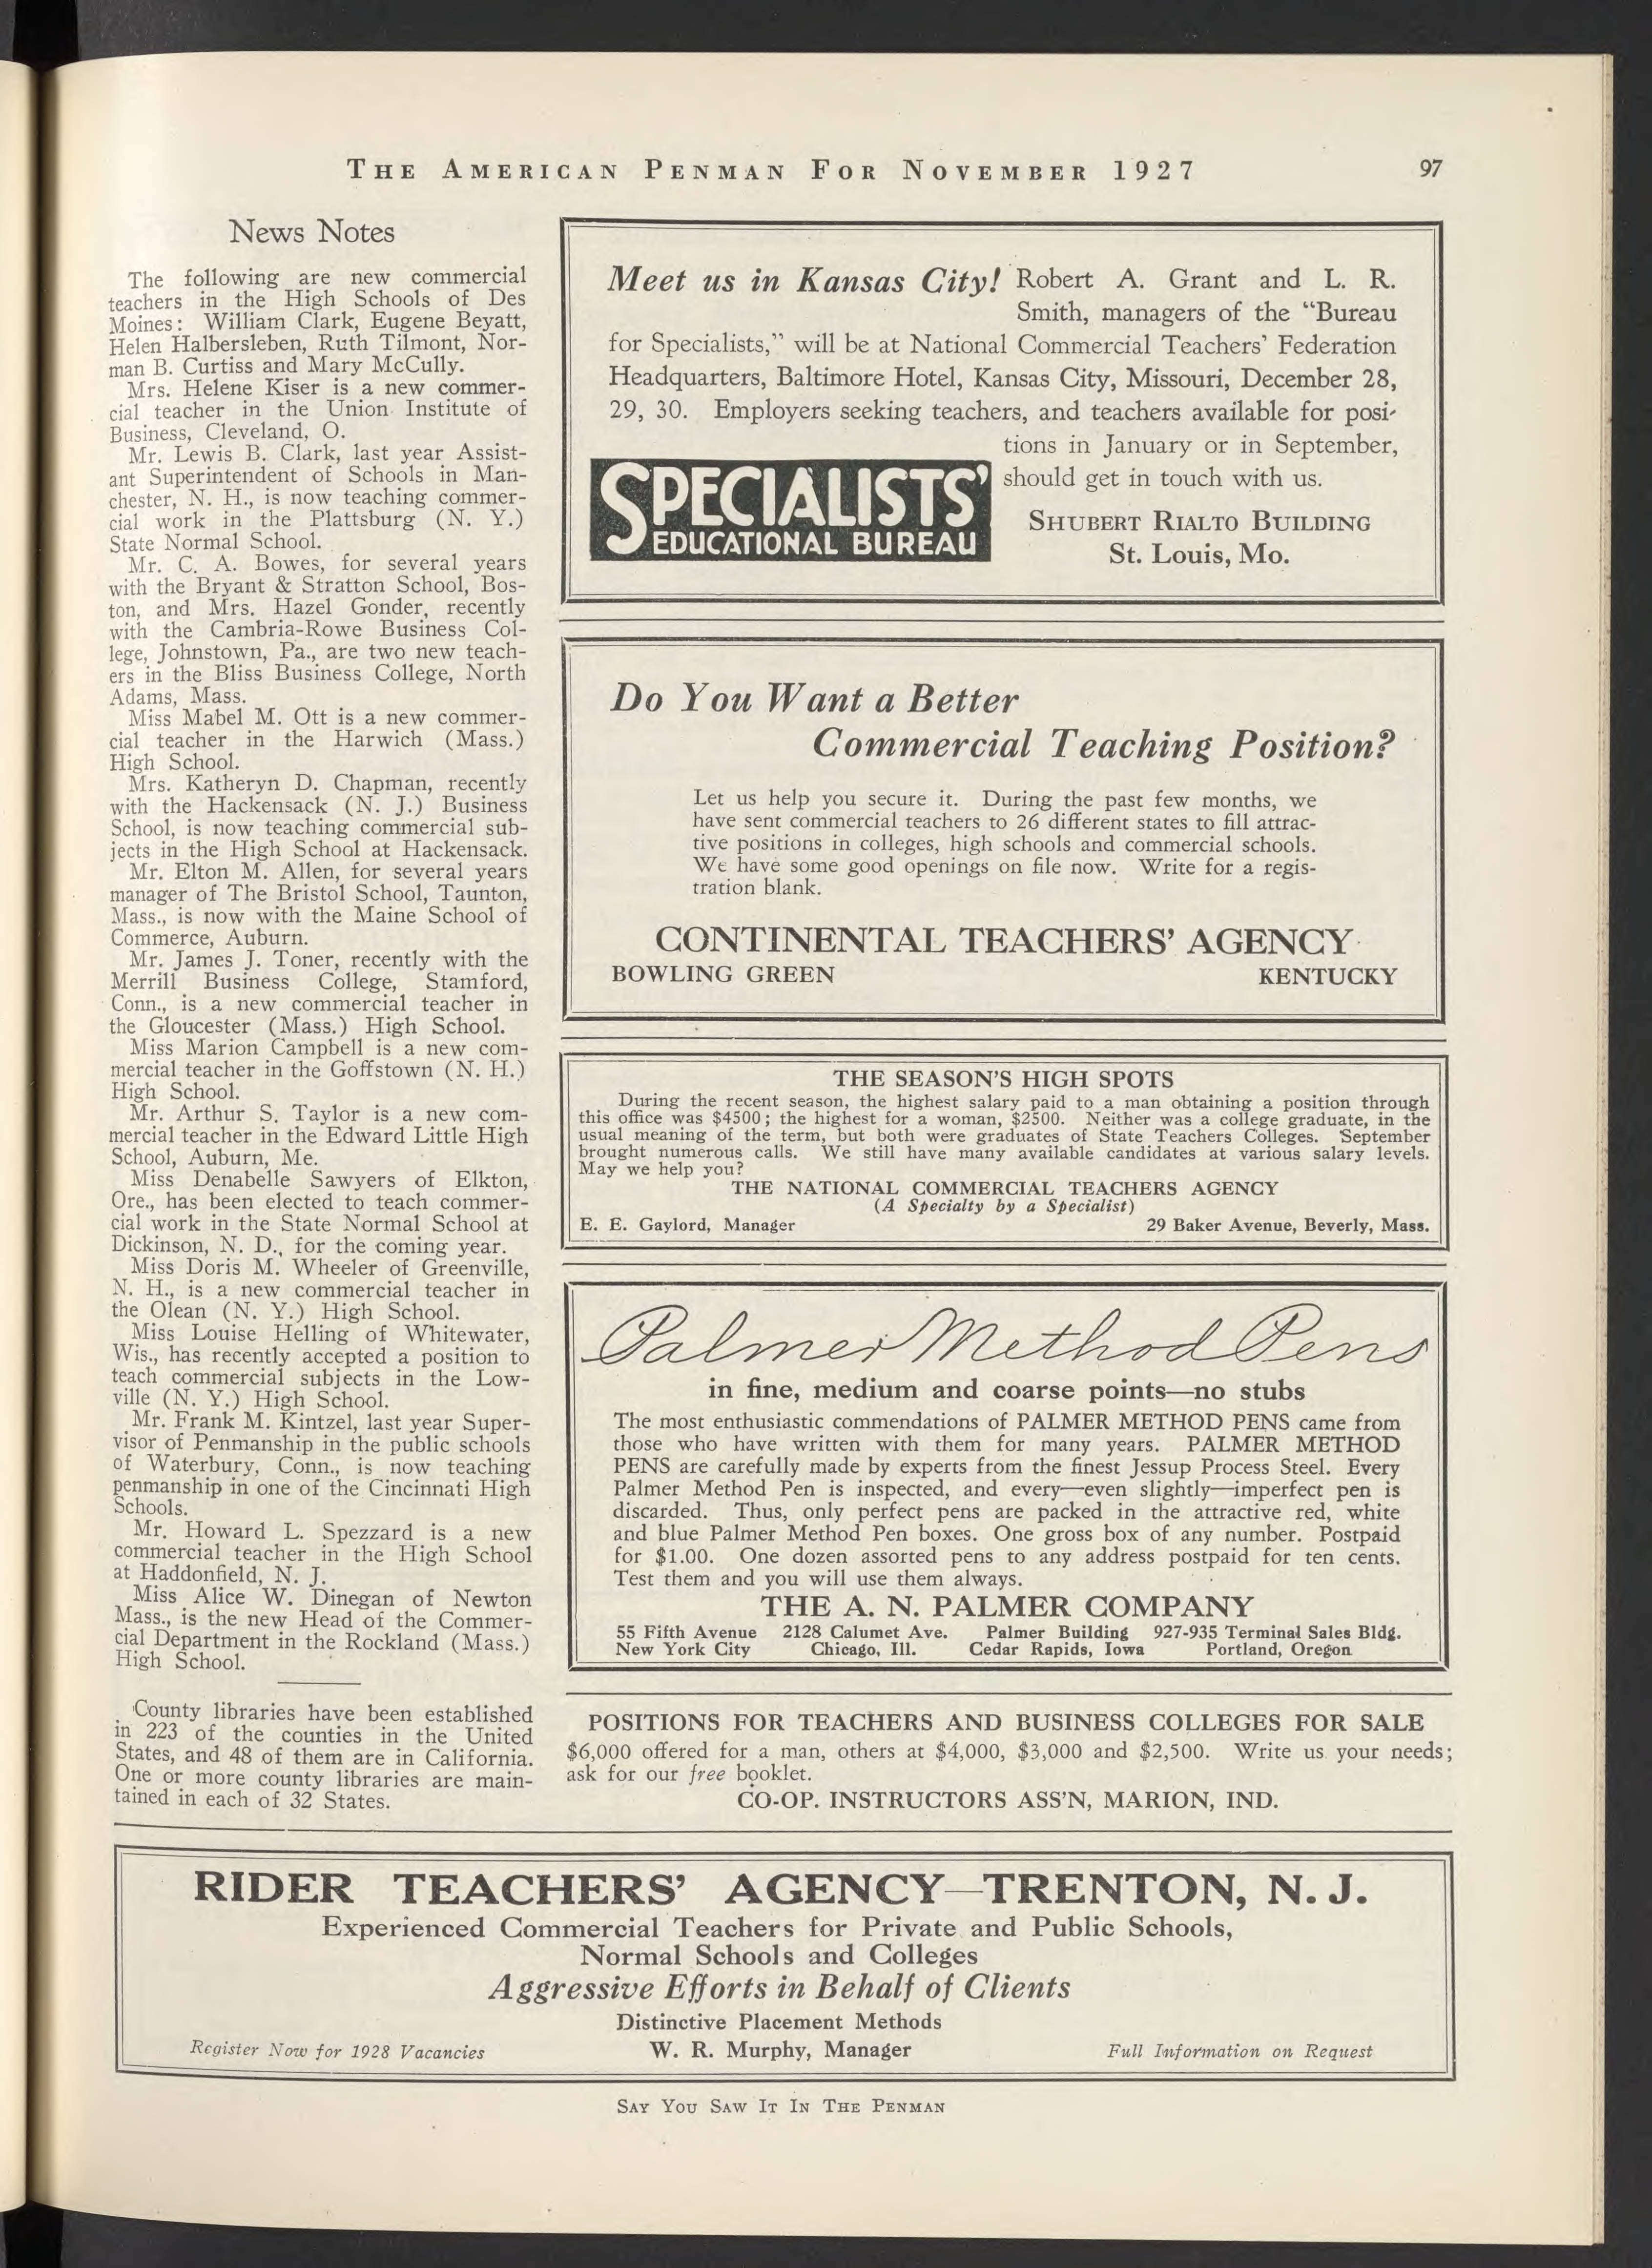 THE AMERICAN PENMAN FOR NOVEMBER 1927
97
News Notes
The following are new commercial
teachers in the High Schools of Des
Moines: William Clark, Eugene Beyatt,
Helen Halbersleben, Ruth Tilmont, Nor-
man B. Curtiss and Mary McCully.
Mrs. Helene Kiser is a new commer-
cial teacher in the Union Institute of
Business, Cleveland, O.
Mr. Lewis B. Clark, last year Assist-
ant Superintendent of Schools in Man-
chester, N. H., is now teaching commer-
cial work in the Plattsburg (N. Y.)
State Normal School.
Mr. C. A. Bowes, for several years
with the Bryant & Stratton School, Bos-
ton, and Mrs. Hazel Gonder, recently
with the Cambria-Rowe Business Col-
lege, Johnstown, Pa., are two new teach-
ers in the Bliss Business College, North
Adams, Mass.
Miss Mabel M. Ott is a new commer-
cial teacher in the Harwich (Mass.)
High School.
Mrs. Katheryn D. Chapman, recently
with the Hackensack (N. J.) Business
School, is now teaching commercial sub-
jects in the High School at Hackensack.
Mr. Elton M. Allen, for several years
manager of The Bristol School, Taunton,
Mass., is now with the Maine School of
Commerce, Auburn.
Mr. James J. Toner, recently with the
Merrill Business College, Stamford,
Conn., is a new commercial teacher in
the Gloucester (Mass.) High School.
Miss Marion Campbell is a new com-
mercial teacher in the Goffstown (N. H.)
High School.
Mr. Arthur S. Taylor is a new com-
mercial teacher in the Edward Little High
School, Auburn, Me.
Miss Denabelle Sawyers of Elkton,
Ore., has been elected to teach commer-
cial work in the State Normal School at
Dickinson, N. D., for the coming year.
Miss Doris M. Wheeler of Greenville,
N. H., is a new commercial teacher in
the Olean (N. Y.) High School.
Miss Louise Helling of Whitewater,
Wis., has recently accepted a position to
teach commercial subjects in the Low-
ville (N. Y.) High School.
Mr. Frank M. Kintzel, last year Super-
visor of Penmanship in the public schools
of Waterbury, Conn., is now teaching
penmanship in one of the Cincinnati High
Schools.
Mr. Howard L. Spezzard is a new
commercial teacher in the High School
at Haddonfield, N. J.
Miss Alice W. Dinegan of Newton
Mass., is the new Head of the Commer-
cial Department in the Rockland (Mass.)
High School.
County libraries have been established
in 223 of the counties in the United
States, and 48 of them are in California.
One or more county libraries are main-
tained in each of 32 States.
Meet us in Kansas City! Robert A. Grant and L. R.
Smith, managers of the "Bureau
for Specialists," will be at National Commercial Teachers' Federation
Headquarters, Baltimore Hotel, Kansas City, Missouri, December 28,
29, 30. Employers seeking teachers, and teachers available for posi-
tions in January or in September,
should get in touch with us.
SPECIALISTS'
EDUCATIONAL BUREAU
SHUBERT RIALTO BUILDING
St. Louis, Mo.
Do You Want a Better
Commercial Teaching Position?
Let us help you secure it. During the past few months, we
have sent commercial teachers to 26 different states to fill attrac-
tive positions in colleges, high schools and commercial schools.
We have some good openings on file now. Write for a regis-
tration blank.
CONTINENTAL TEACHERS' AGENCY
BOWLING GREEN KENTUCKY
THE SEASON'S HIGH SPOTS
During the recent season, the highest salary paid to a man obtaining a position through
this office was $4500; the highest for a woman, $2500. Neither was a college graduate, in the
usual meaning of the term, but both were graduates of State Teachers Colleges. September
brought numerous calls. We still have many available candidates at various salary levels.
May we help you?
THE NATIONAL COMMERCIAL TEACHERS AGENCY
(A Specialty by a Specialist)
E. E. Gaylord, Manager 29 Baker Avenue, Beverly, Mass.
Palmer Method Pens
in fine, medium and coarse points—no stubs
The most enthusiastic commendations of PALMER METHOD PENS came from
those who have written with them for many years. PALMER METHOD
PENS are carefully made by experts from the finest Jessup Process Steel. Every
Palmer Method Pen is inspected, and every—even slightly—imperfect pen is
discarded. Thus, only perfect pens are packed in the attractive red, white
and blue Palmer Method Pen boxes. One gross box of any number. Postpaid
for $1.00. One dozen assorted pens to any address postpaid for ten cents.
Test them and you will use them always.
THE A. N. PALMER COMPANY
55 Fifth Avenue 2128 Calumet Ave. Palmer Building 927-935 Terminal Sales Bldg.
New York City Chicago, Ill. Cedar Rapids, Iowa Portland, Oregon
POSITIONS FOR TEACHERS AND BUSINESS COLLEGES FOR SALE
$6,000 offered for a man, others at $4,000, $3,000 and $2,500. Write us your needs;
ask for our free booklet.
CO-OP. INSTRUCTORS ASS'N, MARION, IND.
RIDER TEACHERS' AGENCY—TRENTON, N. J.
Experienced Commercial Teachers for Private and Public Schools,
Normal Schools and Colleges
Aggressive Efforts in Behalf of Clients
Distinctive Placement Methods
Register Now for 1928 Vacancies W. R. Murphy, Manager Full Information on Request
SAY YOU SAW IT IN THE PENMAN